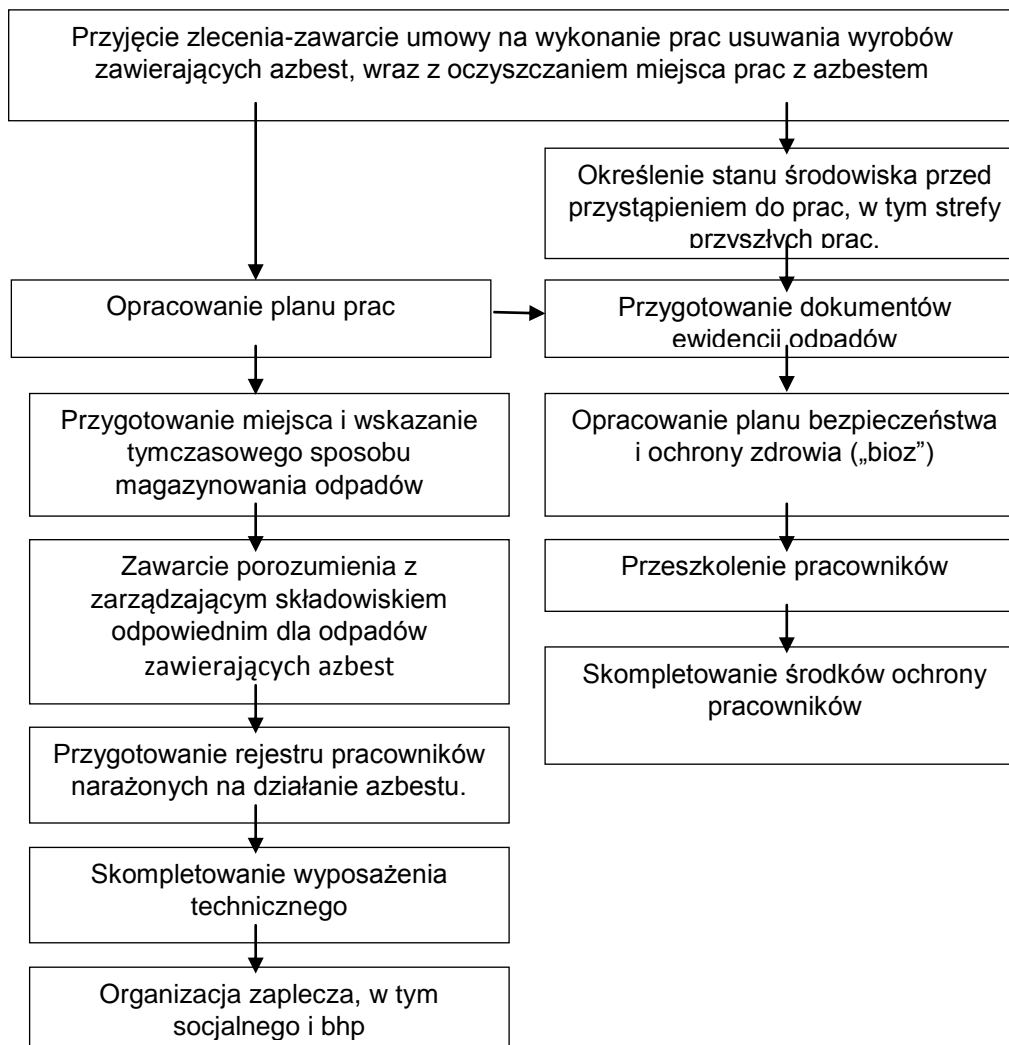 Przyjęcie zlecenia-zawarcie umowy na wykonanie prac usuwania wyrobów
zawierających azbest, wraz z oczyszczaniem miejsca prac z azbestem
Określenie stanu środowiska przed
przystąpieniem do prac, w tym strefy
przyszłych prac.
Opracowanie planu prac
Przygotowanie dokumentów
ewidencji odpadów
Przygotowanie miejsca i wskazanie
tymczasowego sposobu
magazynowania odpadów
Opracowanie planu bezpieczeństwa
i ochrony zdrowia („bioz”)
Zawarcie porozumienia z
zarządzającym składowiskiem
odpowiednim dla odpadów
zawierających azbest
Przeszkolenie pracowników
Skompletowanie środków ochrony
pracowników
Przygotowanie rejestru pracowników
narażonych na działanie azbestu.
Skompletowanie wyposażenia
technicznego
Organizacja zaplecza, w tym
socjalnego i bhp